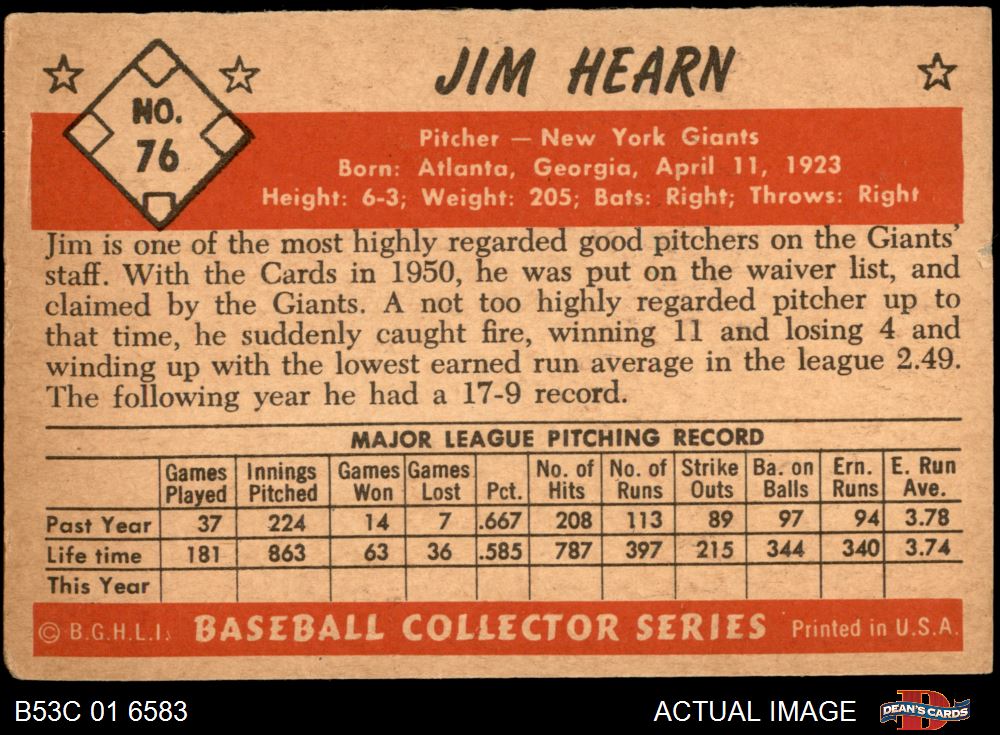 NO.
76
JIM HEARN
Pitcher — New York Giants
Born: Atlanta, Georgia, April 11, 1923
Height: 6-3; Weight: 205; Bats: Right; Throws: Right
Jim is one of the most highly regarded good pitchers on the Giants'
staff. With the Cards in 1950, he was put on the waiver list, and
claimed by the Giants. A not too highly regarded pitcher up to
that time, he suddenly caught fire, winning 11 and losing 4 and
winding up with the lowest earned run average in the league 2.49.
The following year he had a 17-9 record.
MAJOR LEAGUE PITCHING RECORD
Games Played Innings Pitched Games Won Games Lost Pct. No. of Hits No. of Runs Strike Outs Ba. on Balls Ern. Runs E. Run Ave.
Past Year 37 224 14 7 .667 208 113 89 97 94 3.78
Life time 181 863 63 36 .585 787 397 215 344 340 3.74
This Year
© B.G.H.L.I. BASEBALL COLLECTOR SERIES Printed in U.S.A.
B53C 01 6583 ACTUAL IMAGE DEAN'S CARDS